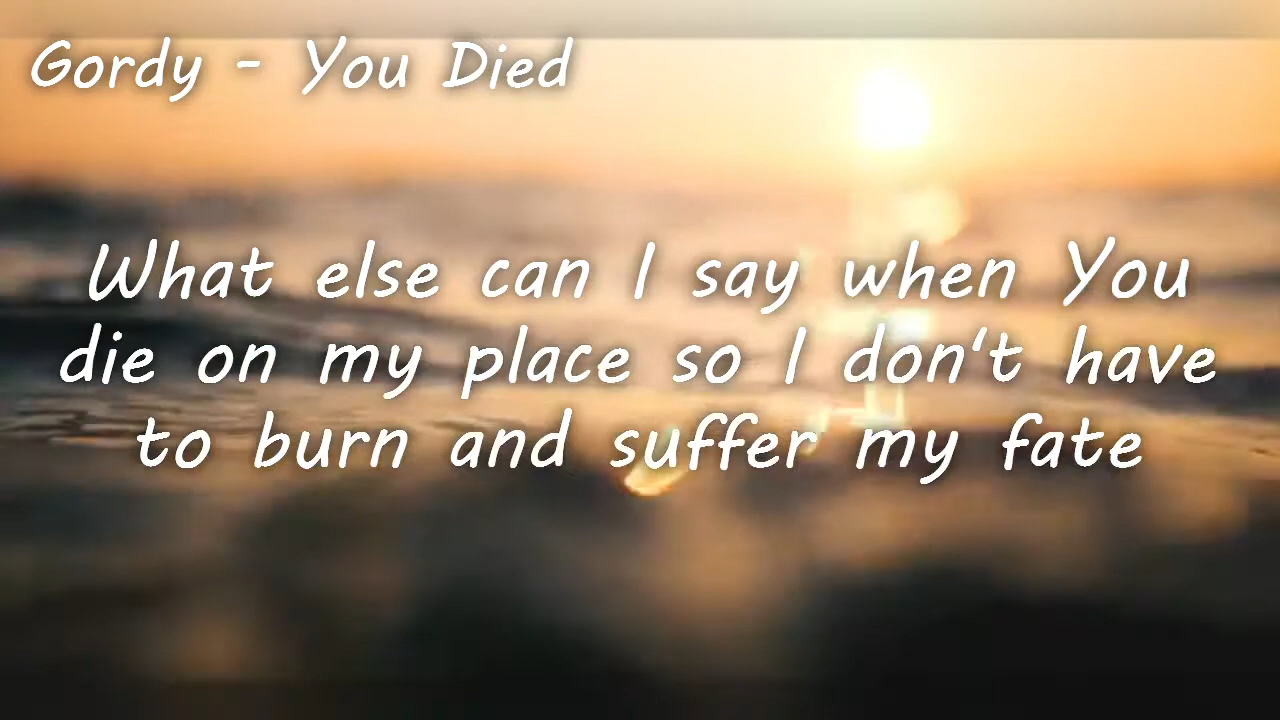 Gordy - You Died
What else can I say when You
die on my place so I don't have
to burn and suffer my fate